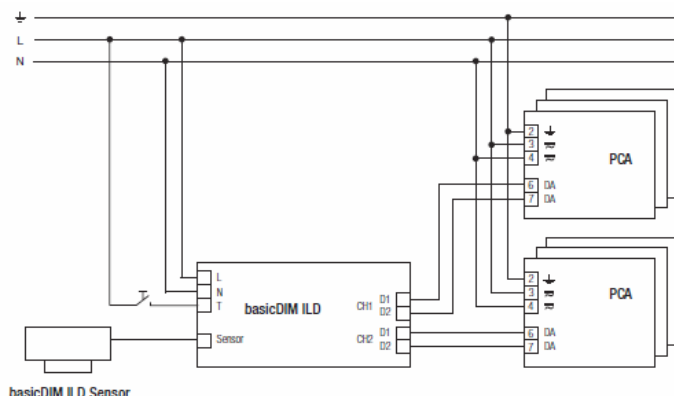 L
N
2
3
4
PCA
6 DA
7 DA
L
N
T
basicDIM ILD
CH1
D1
D2
Sensor
CH2
D1
D2
2
3
4
PCA
6 DA
7 DA
basicDIM ILD Sensor